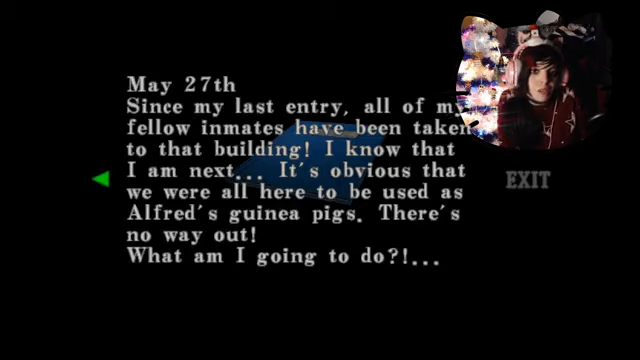 May 27th
Since my last entry, all of my
fellow inmates have been taken
to that building! I know that
I am next... It's obvious that
we were all here to be used as
Alfred's guinea pigs. There's
no way out!
What am I going to do?!...
EXIT